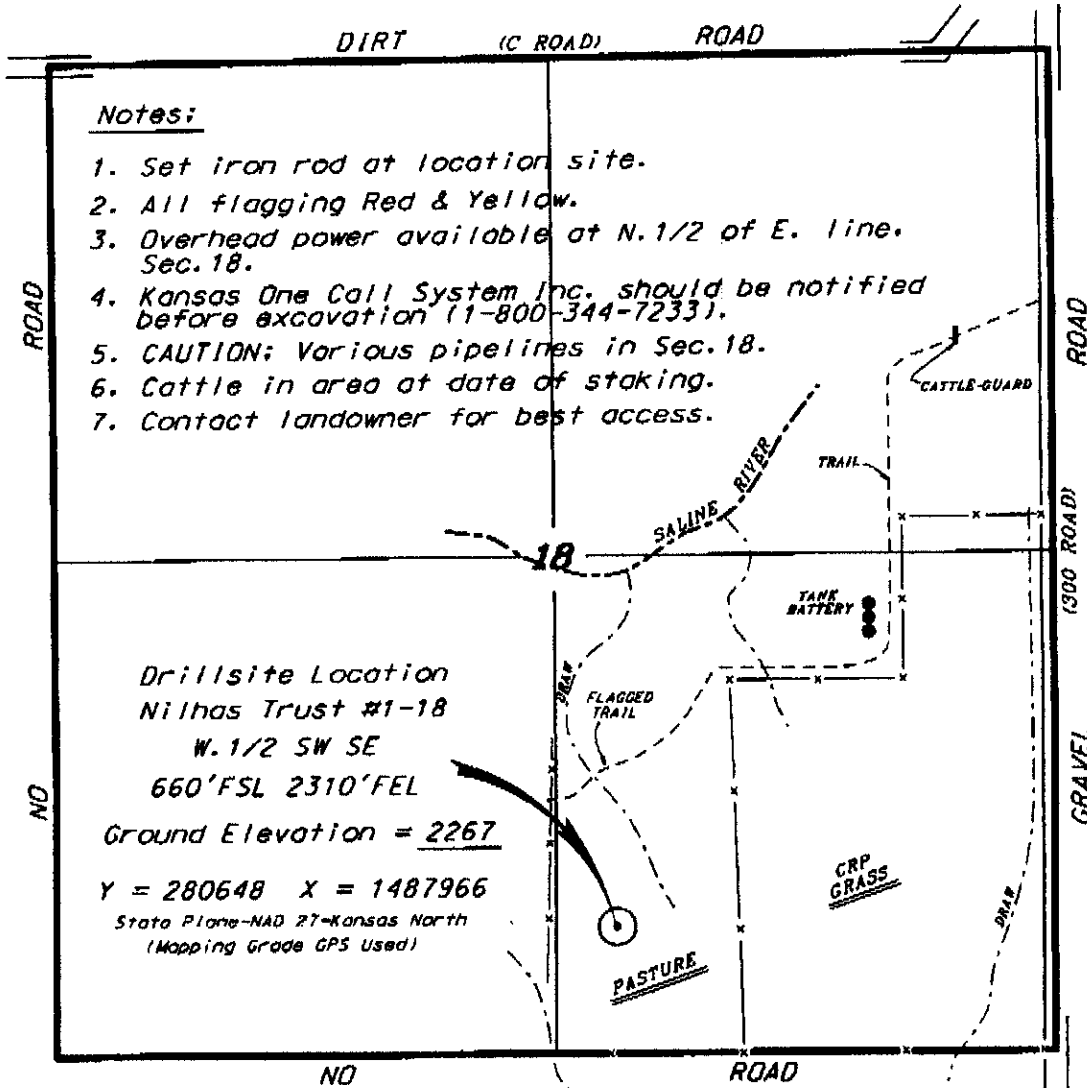 DIRT (C ROAD) ROAD
Notes:
1. Set iron rod at location site.
2. All flagging Red & Yellow.
3. Overhead power available at N.1/2 of E. line.
Sec.18.
4. Kansas One Call System Inc. should be notified
before excavation (1-800-344-7233).
5. CAUTION: Various pipelines in Sec.18.
6. Cattle in area at date of staking.
7. Contact landowner for best access.
ROAD
ROAD
CATTLE-GUARD
TRAIL
SALINE RIVER
(300 ROAD)
18
TANK
BATTERY
Drillsite Location
Nilhas Trust #1-18
W.1/2 SW SE
660'FSL 2310'FEL
Ground Elevation = 2267
Y = 280648 X = 1487966
State Plane-NAD 27-Kansas North
(Mapping Grade GPS Used)
DRAW
FLAGGED
TRAIL
NO
GRAVEL
CRP
GRASS
DRAW
PASTURE
NO ROAD